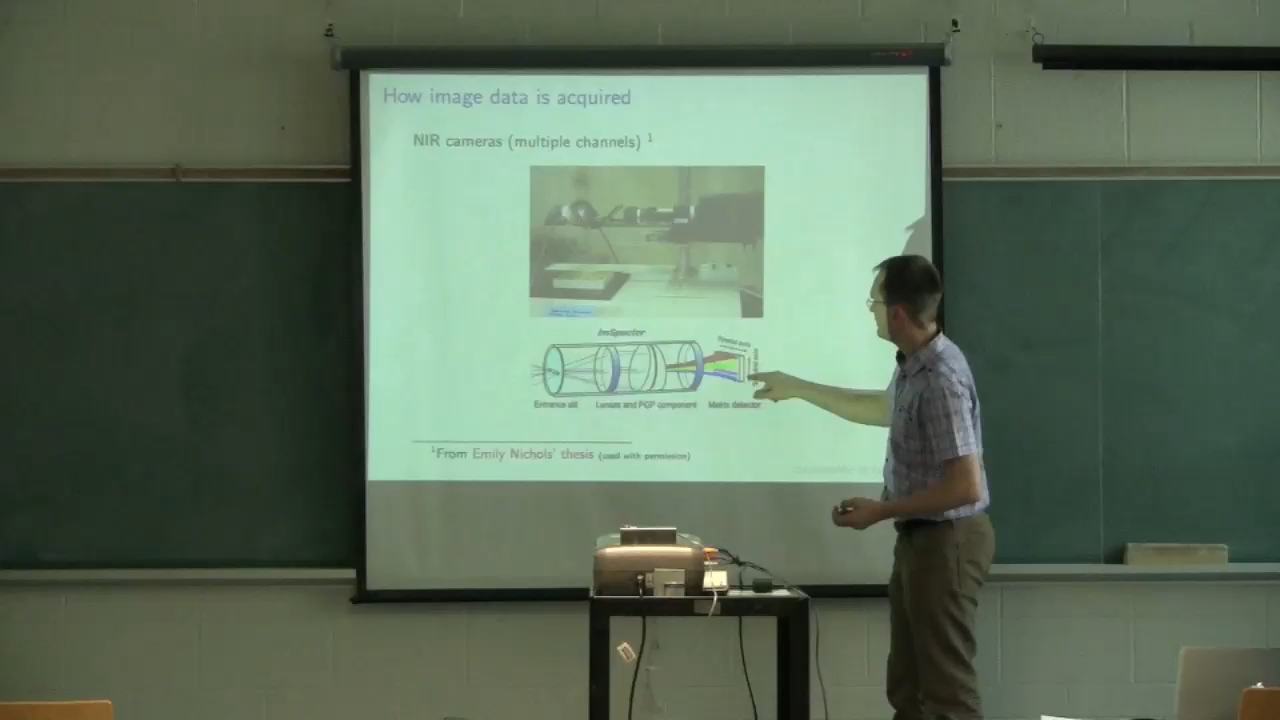 How image data is acquired
NIR cameras (multiple channels) 1
ImSpector
Entrance slit Lenses and PGP component Matrix detector
1From Emily Nichols' thesis (used with permission)